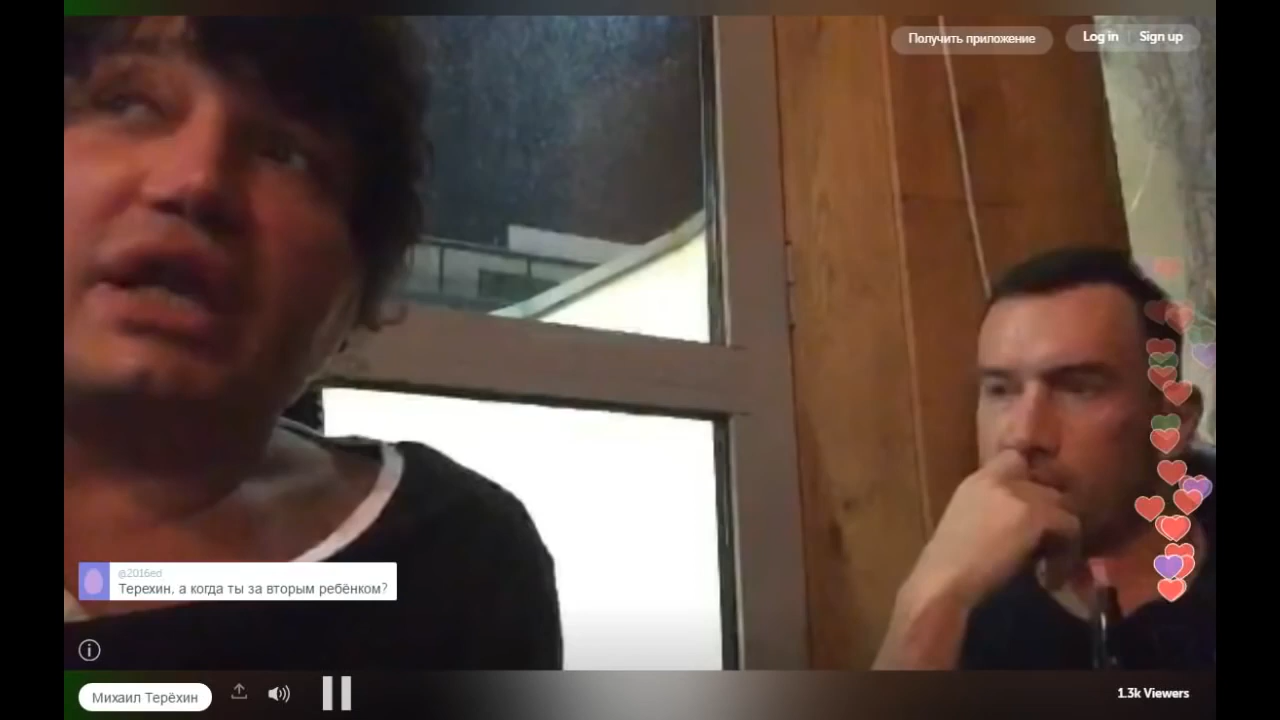 Получить приложение
Log in | Sign up
@2016ed
Терехин, а когда ты за вторым ребёнком?
Михаил Терёхин
1.3k Viewers